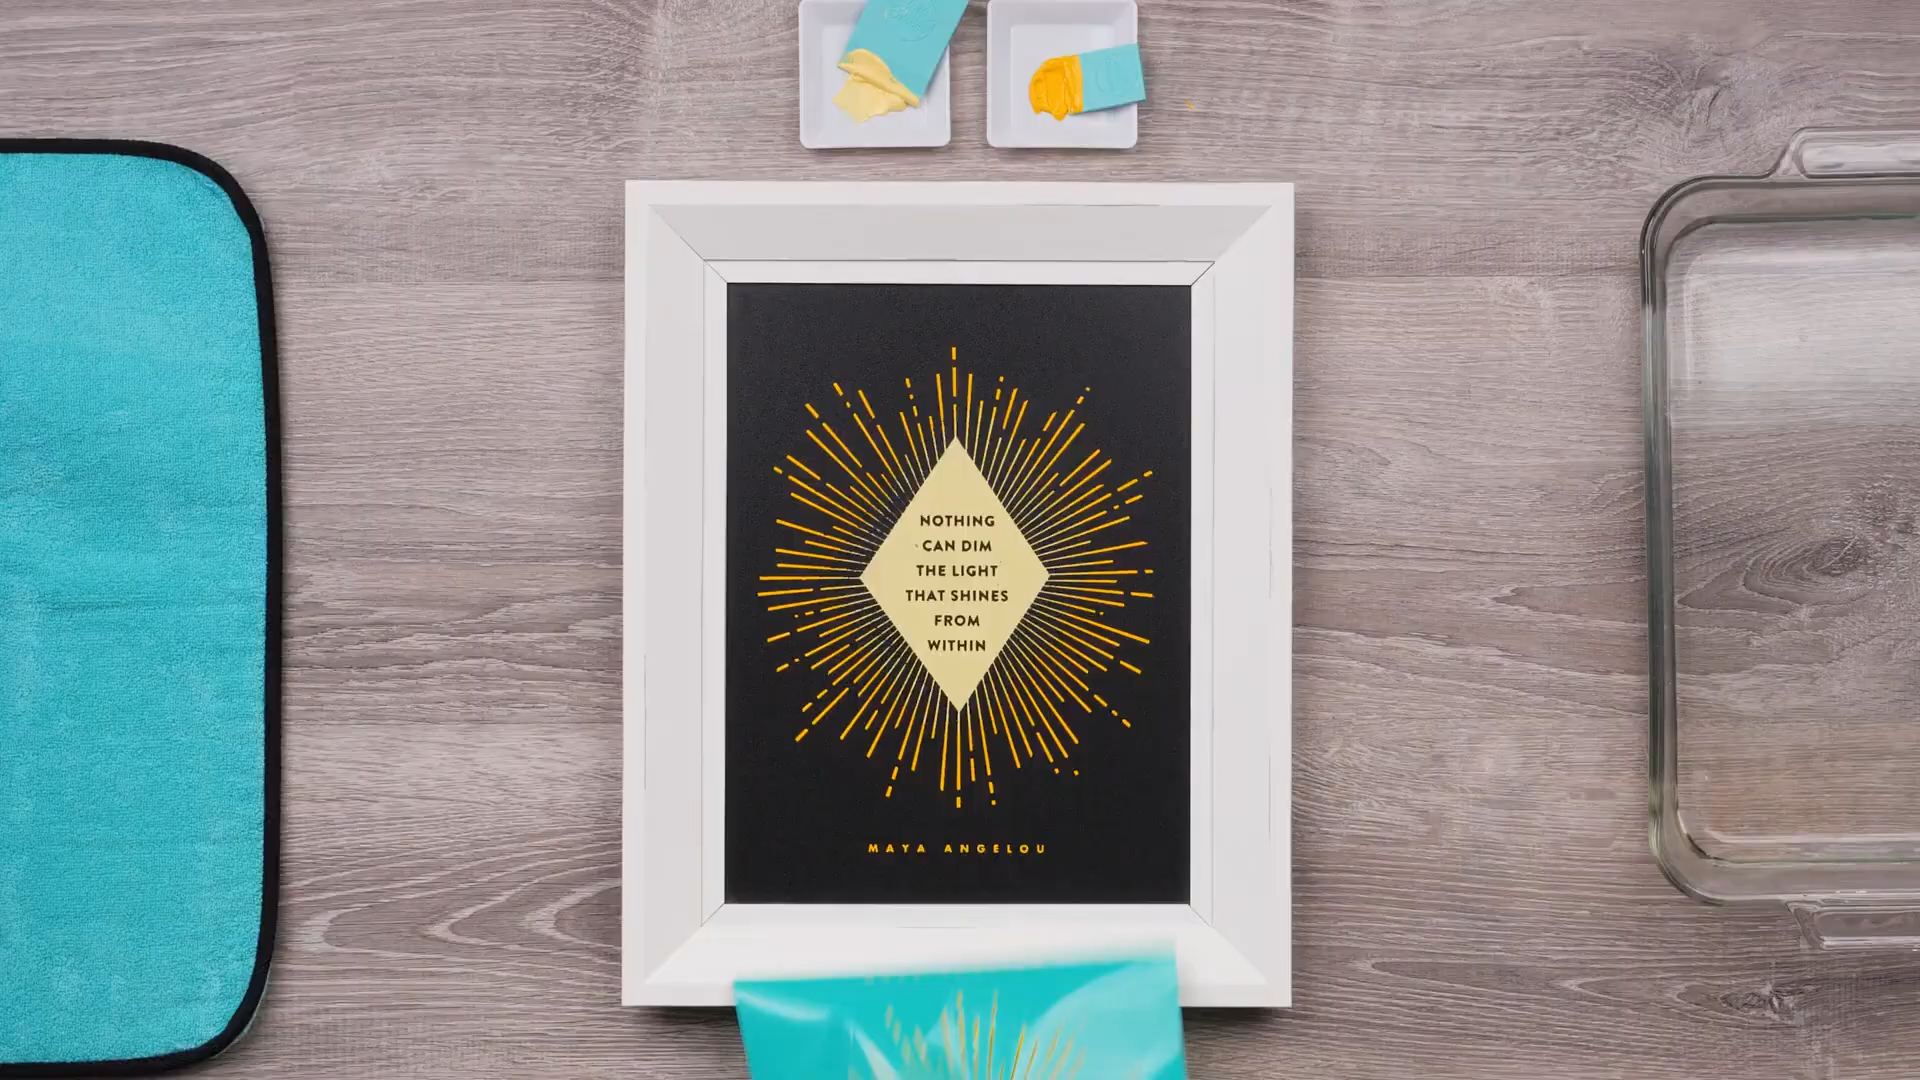 NOTHING
CAN DIM
THE LIGHT
THAT SHINES
FROM
WITHIN
MAYA ANGELOU